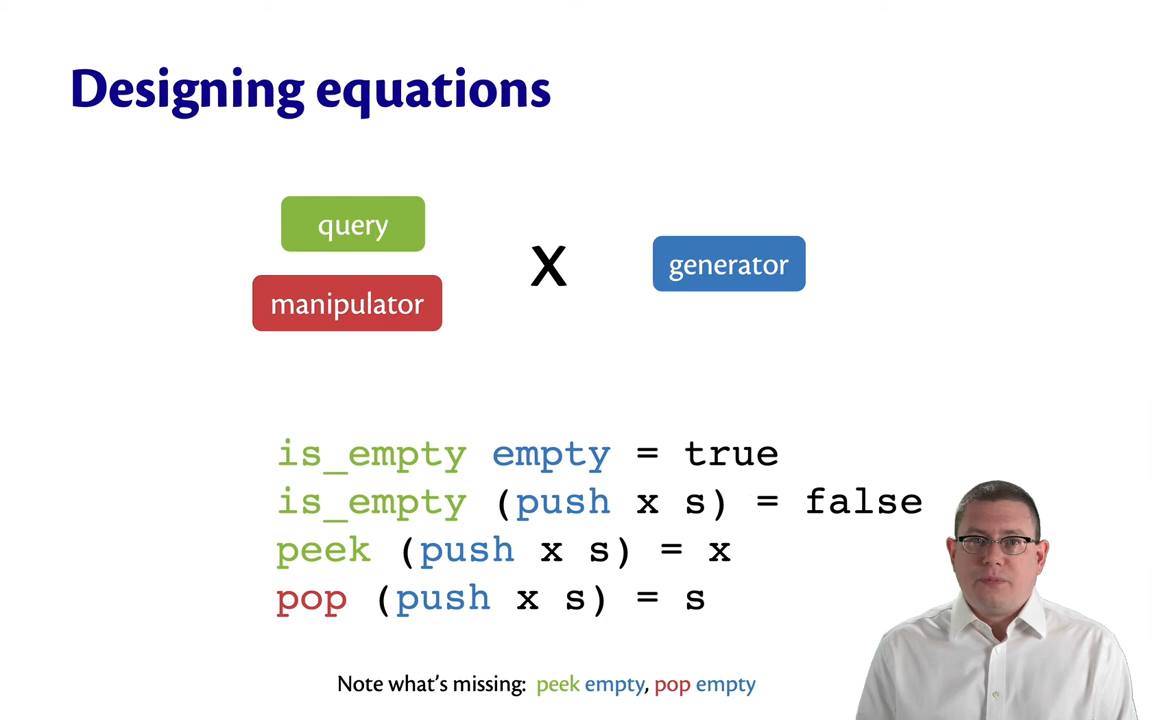 Designing equations
query
manipulator
X
generator
is_empty empty = true
is_empty (push x s) = false
peek (push x s) = x
pop (push x s) = s
Note what's missing: peek empty, pop empty